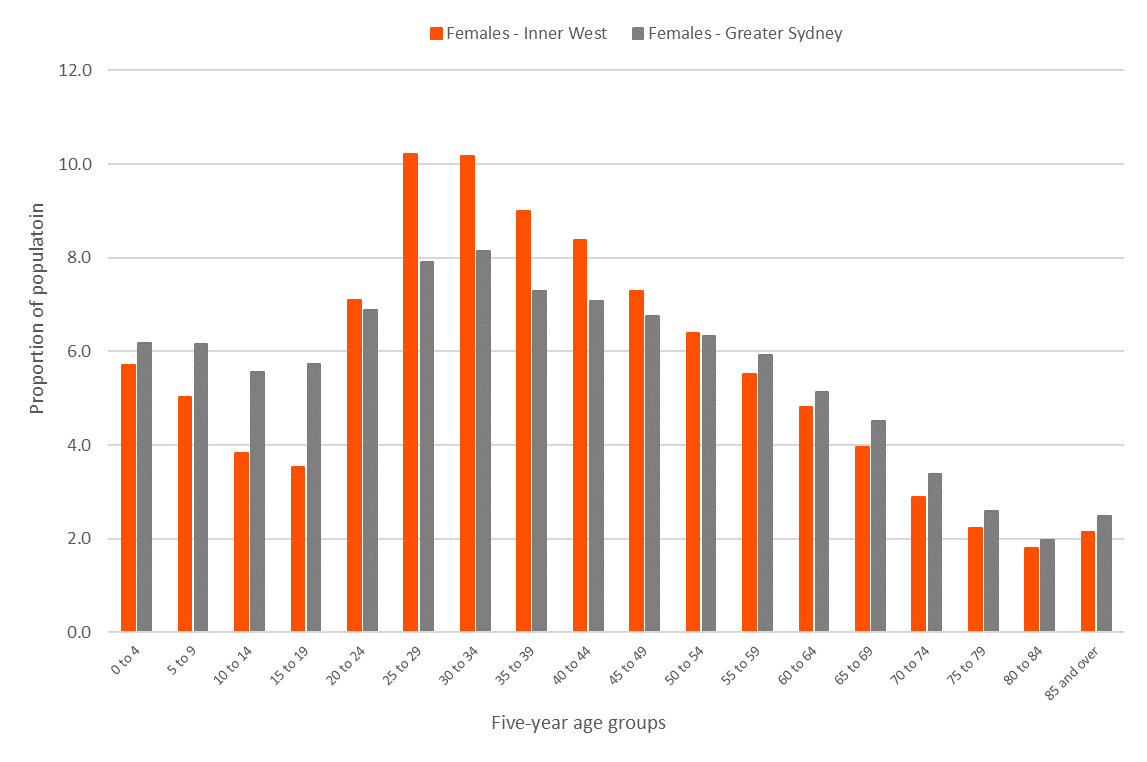 Females - Inner West Females - Greater Sydney
12.0
10.0
8.0
6.0
4.0
2.0
0.0
Proportion of populatoin
0 to 4
5 to 9
10 to 14
15 to 19
20 to 24
25 to 29
30 to 34
35 to 39
40 to 44
45 to 49
50 to 54
55 to 59
60 to 64
65 to 69
70 to 74
75 to 79
80 to 84
85 and over
Five-year age groups